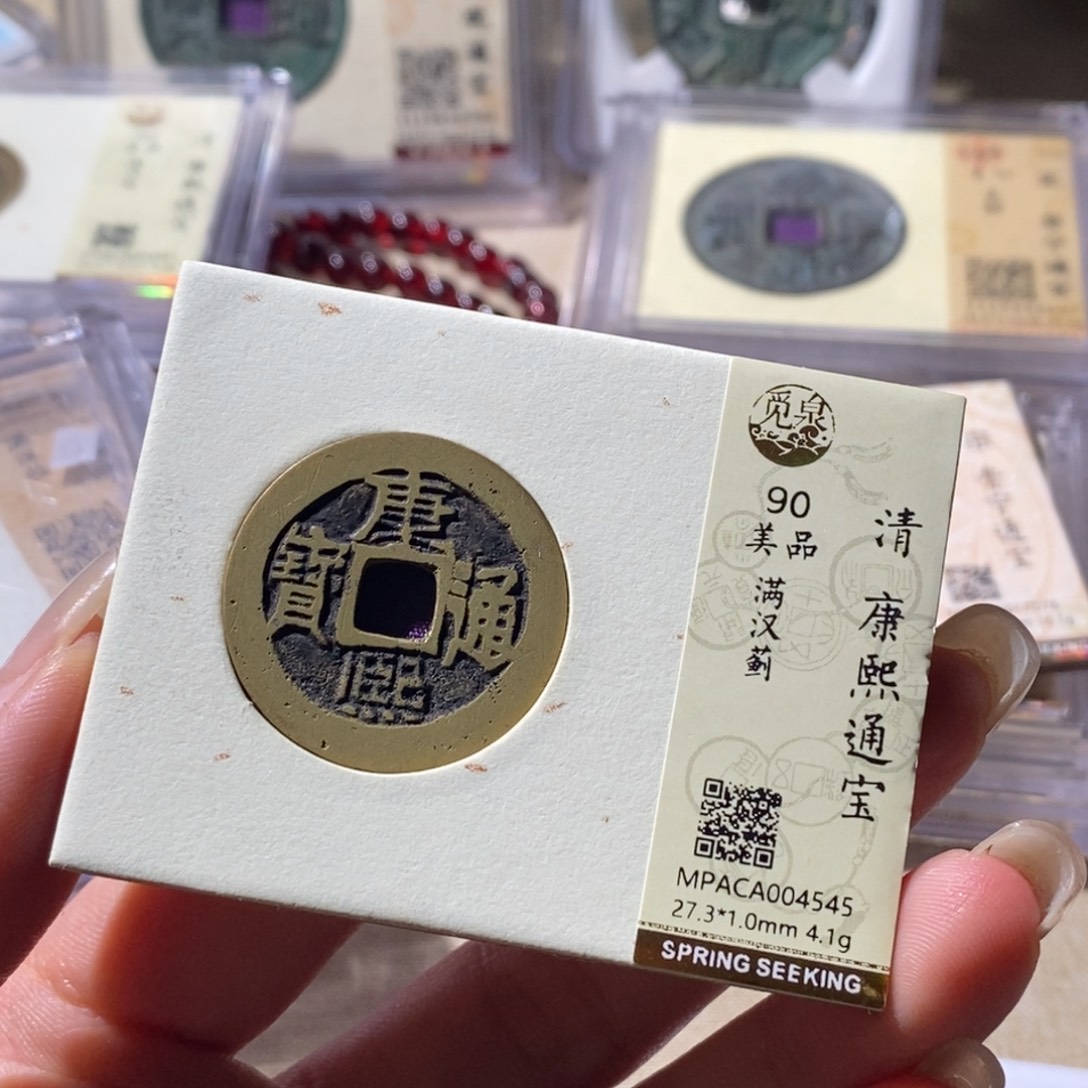 康
寶 通
熙
觅泉
90
美品
满汉蓟
清 康熙通宝
MPACA004545
27.3*1.0mm 4.1g
SPRING SEEKING